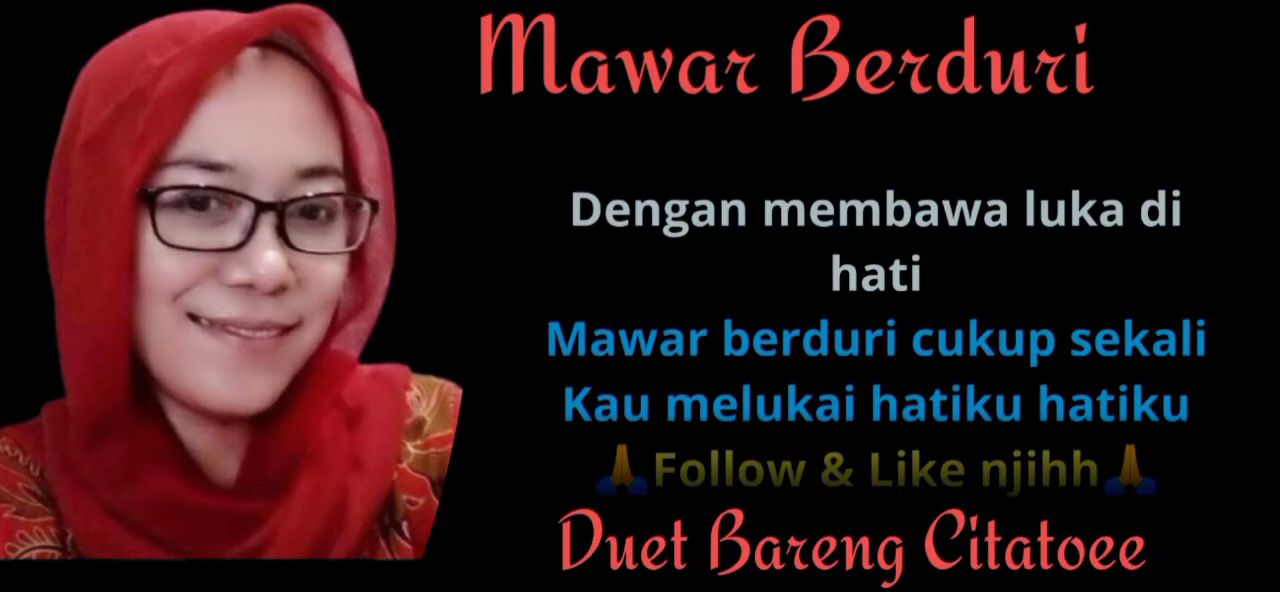 Mawar Berduri
Dengan membawa luka di
hati
Mawar berduri cukup sekali
Kau melukai hatiku hatiku
🙏Follow & Like njihh🙏
Duet Bareng Citatoee